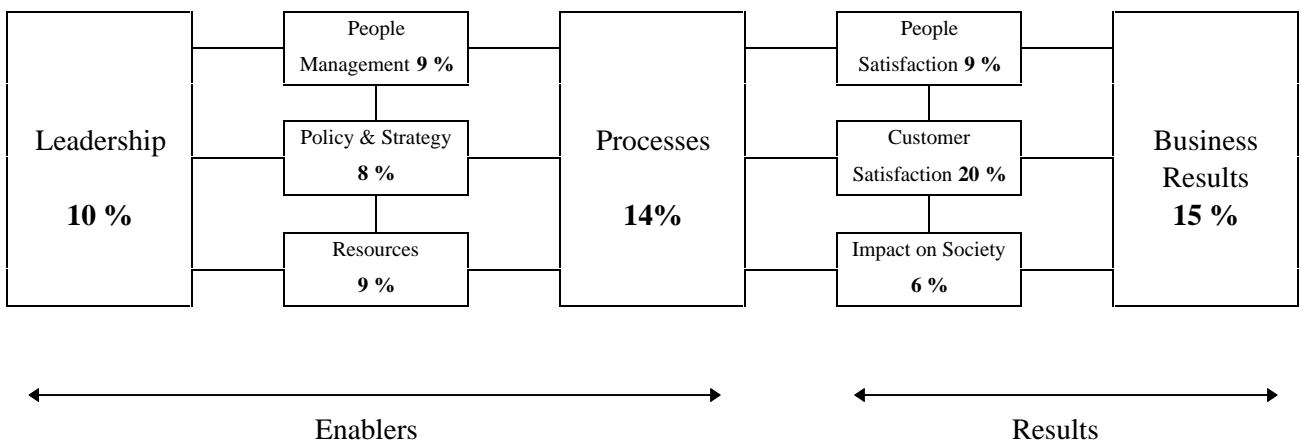 Leadership
10 %
People
Management 9 %
Policy & Strategy
8 %
Resources
9 %
Processes
14%
People
Satisfaction 9 %
Customer
Satisfaction 20 %
Impact on Society
6 %
Business
Results
15 %
Enablers
Results